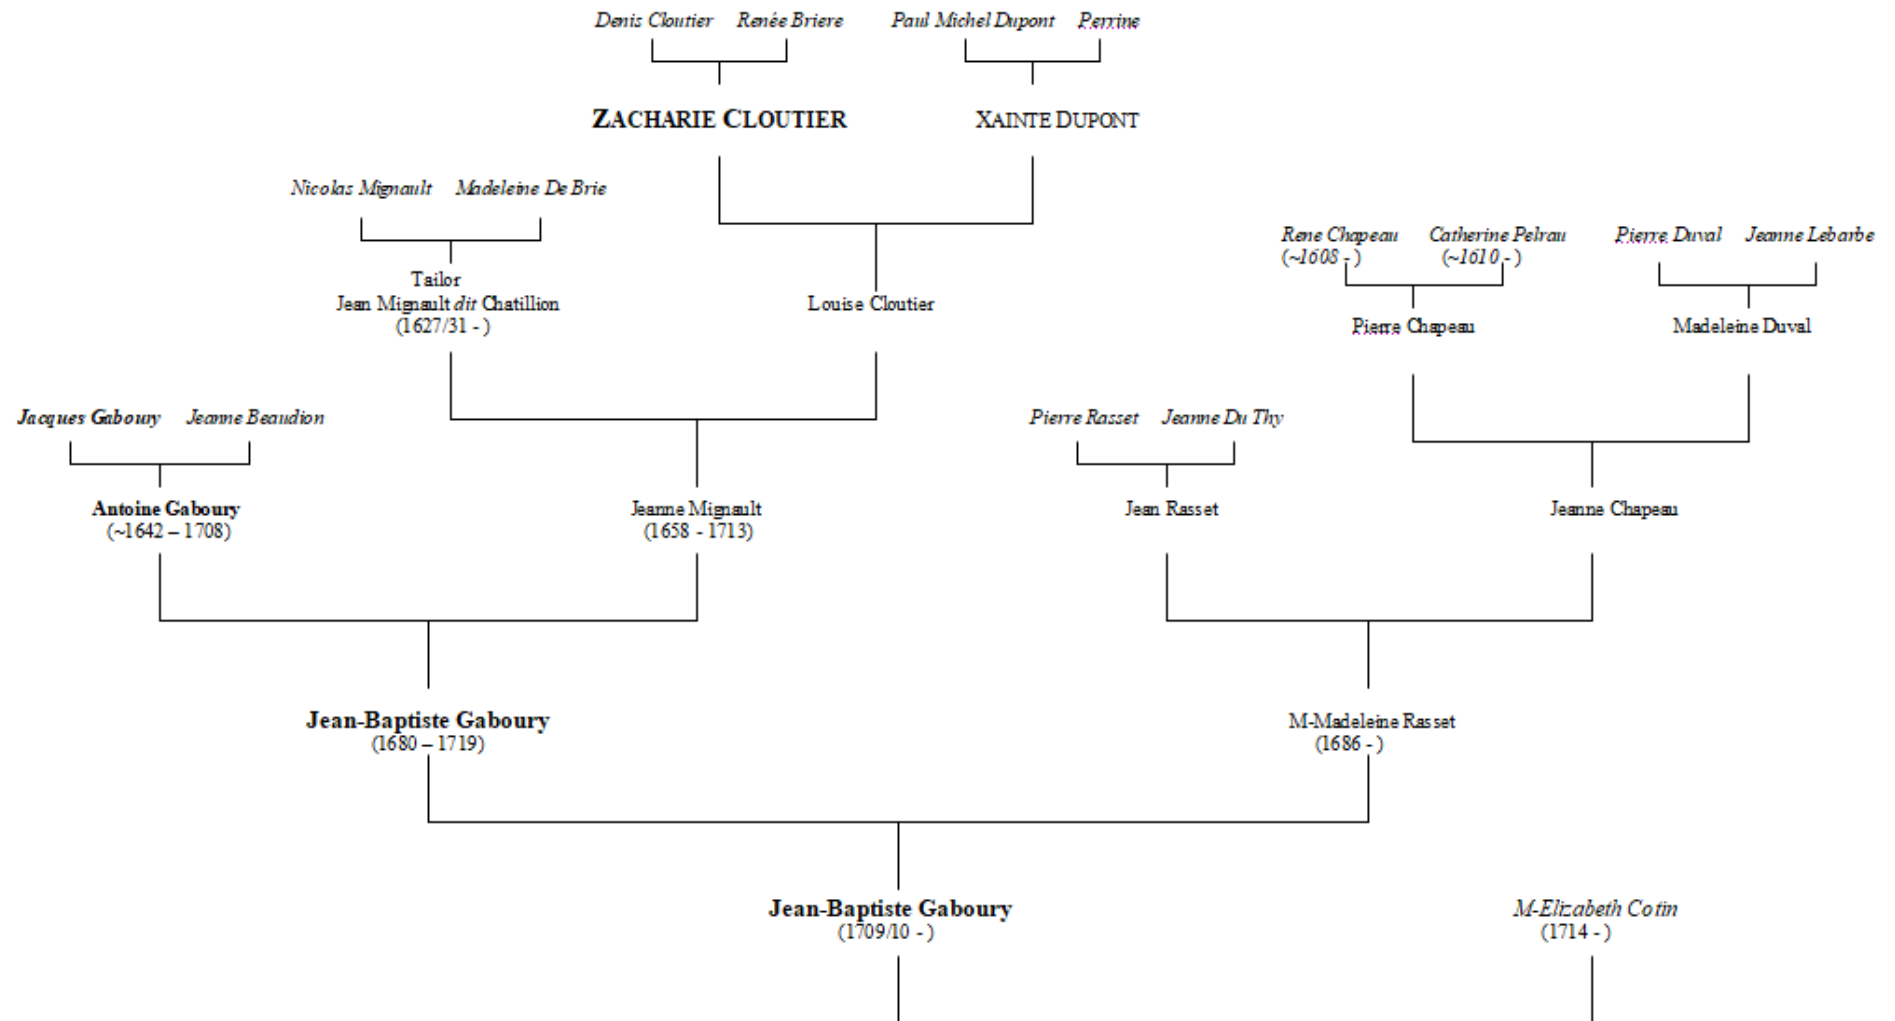 Denis Cloutier Renée Briere Paul Michel Dupont Perrine
ZACHARIE CLOUTIER XAINTE DUPONT
Nicolas Mignault Madeleine De Brie
Rene Chapeau Catherine Pelrau Pierre Duval Jeanne Lebarbe
(~1608 - ) (~1610 - )
Tailor
Jean Mignault dit Chatillion Louise Cloutier
(1627/31 - ) Pierre Chapeau Madeleine Duval
Jacques Gaboury Jeanne Beaudion Pierre Rasset Jeanne Du Thy
Antoine Gaboury Jeanne Mignault Jean Rasset Jeanne Chapeau
(~1642 – 1708) (1658 - 1713)
Jean-Baptiste Gaboury M-Madeleine Rasset
(1680 – 1719) (1686 - )
Jean-Baptiste Gaboury M-Elizabeth Cotin
(1709/10 - ) (1714 - )